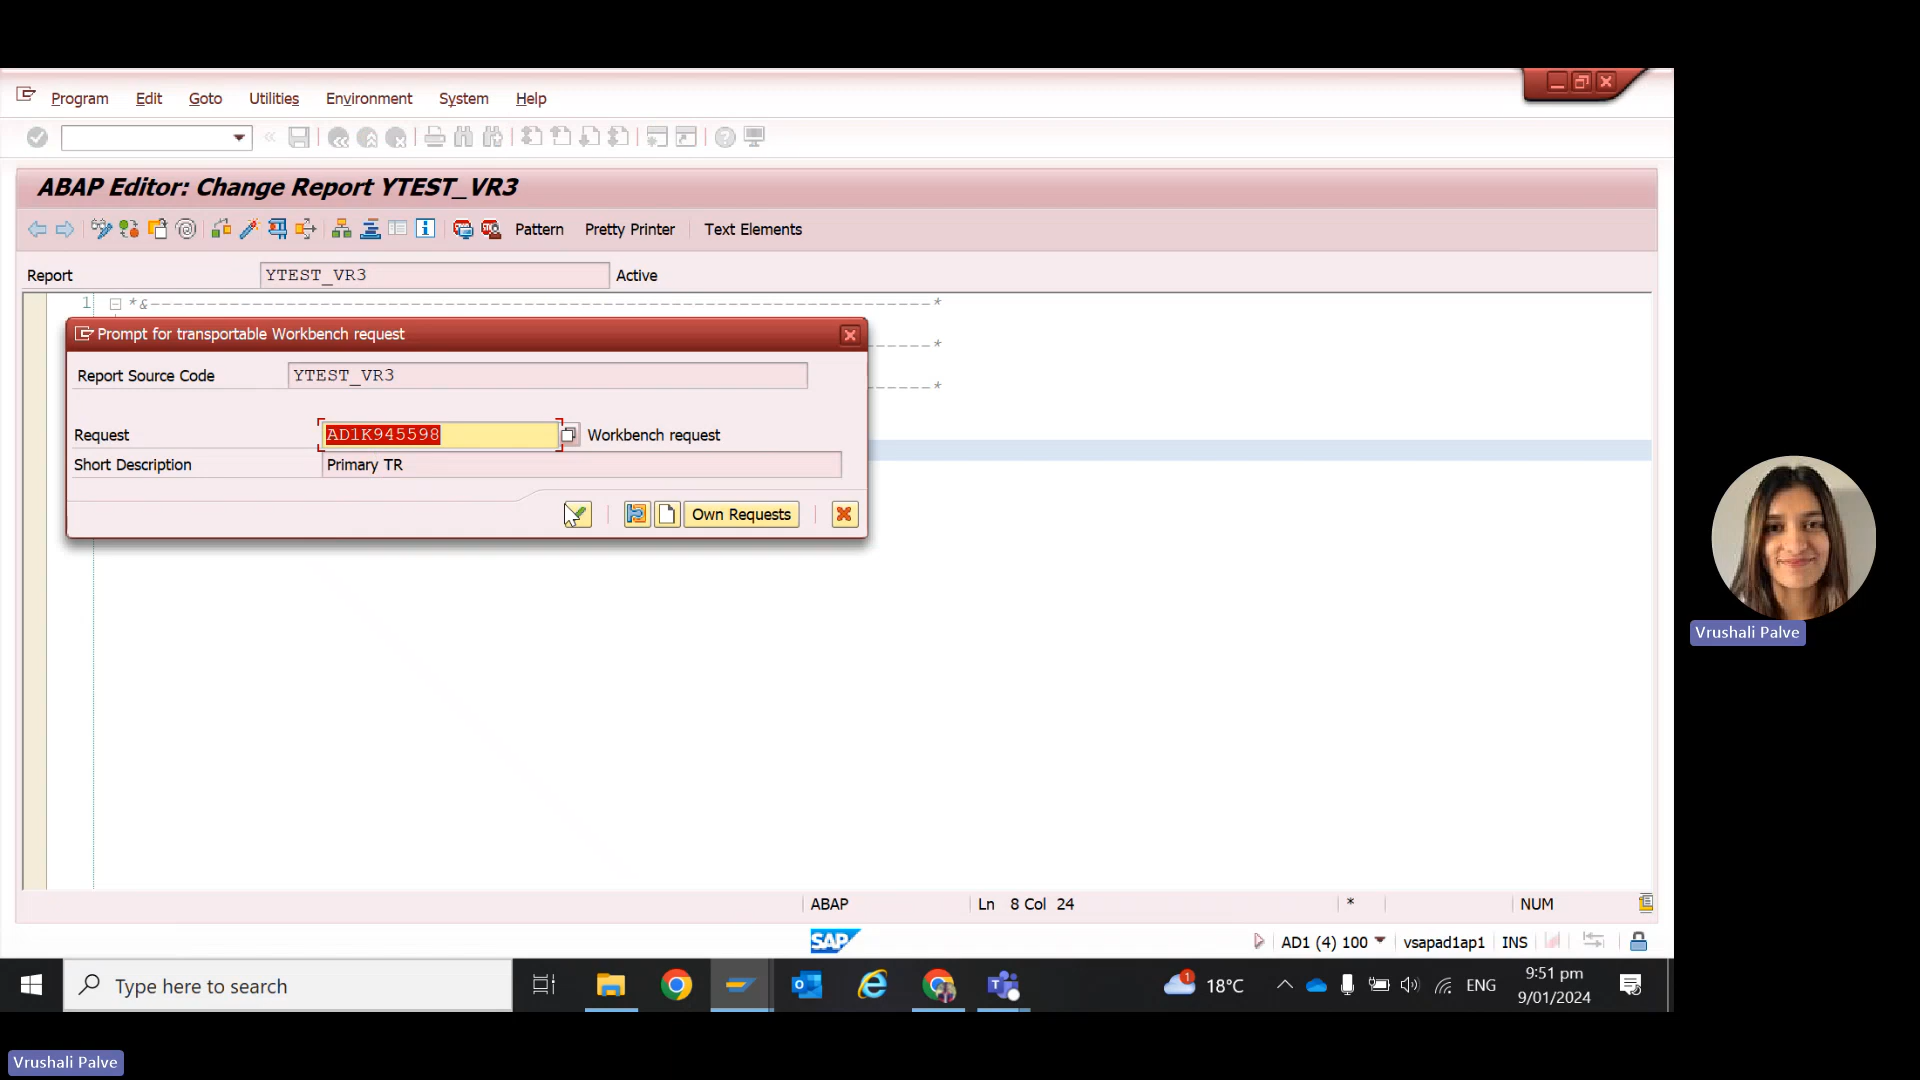 Program Edit Goto Utilities Environment System Help
ABAP Editor: Change Report YTEST_VR3
Pattern Pretty Printer Text Elements
Report YTEST_VR3 Active
1 *&---------------------------------------------------------------------*
Prompt for transportable Workbench request
Report Source Code YTEST_VR3
Request AD1K945598 Workbench request
Short Description Primary TR
Own Requests
ABAP Ln 8 Col 24 * NUM
SAP AD1 (4) 100 vsapad1ap1 INS
Type here to search
1 18°C ENG 9:51 pm
9/01/2024
Vrushali Palve
Vrushali Palve